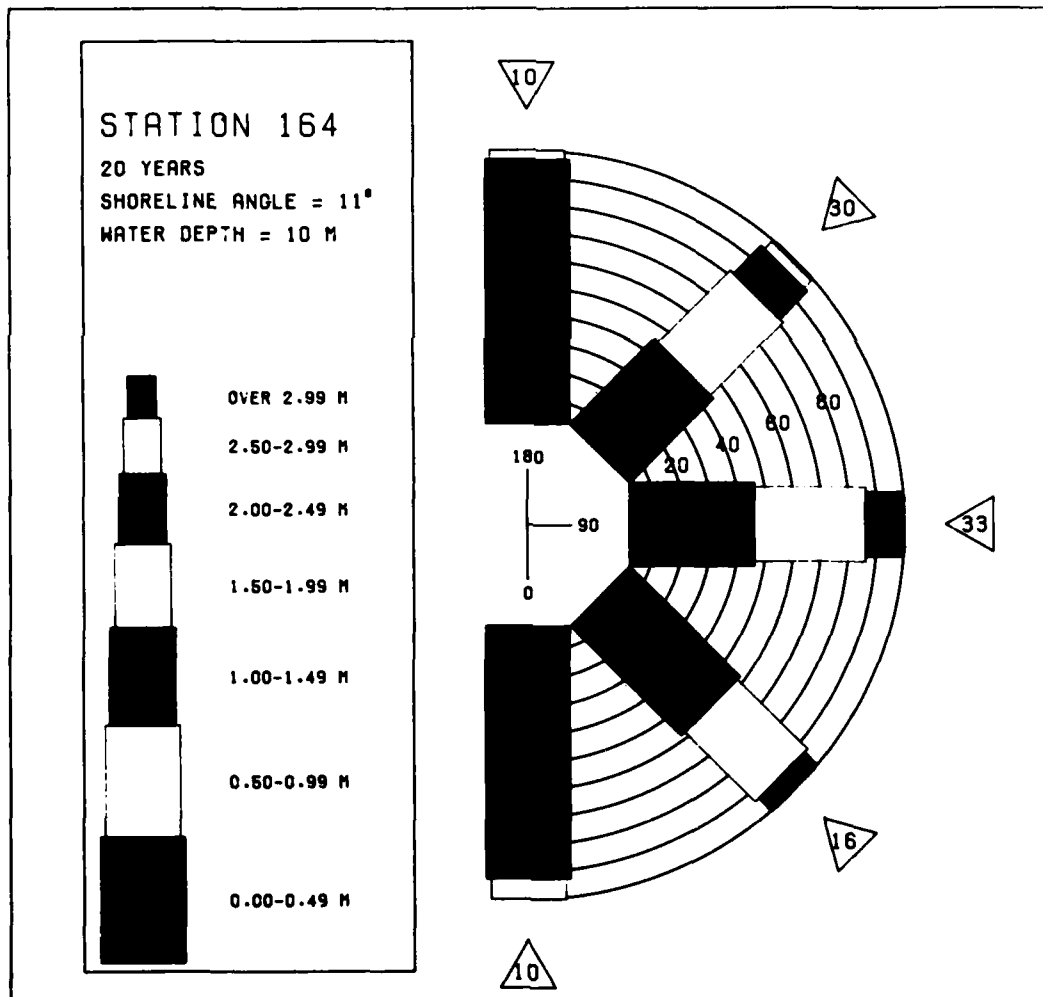 STATION 164
20 YEARS
SHORELINE ANGLE = 11°
WATER DEPTH = 10 M
OVER 2.99 M
2.50-2.99 M
2.00-2.49 M
1.50-1.99 M
1.00-1.49 M
0.50-0.99 M
0.00-0.49 M
10
30
80
60
40
20
180
90
0
33
16
10